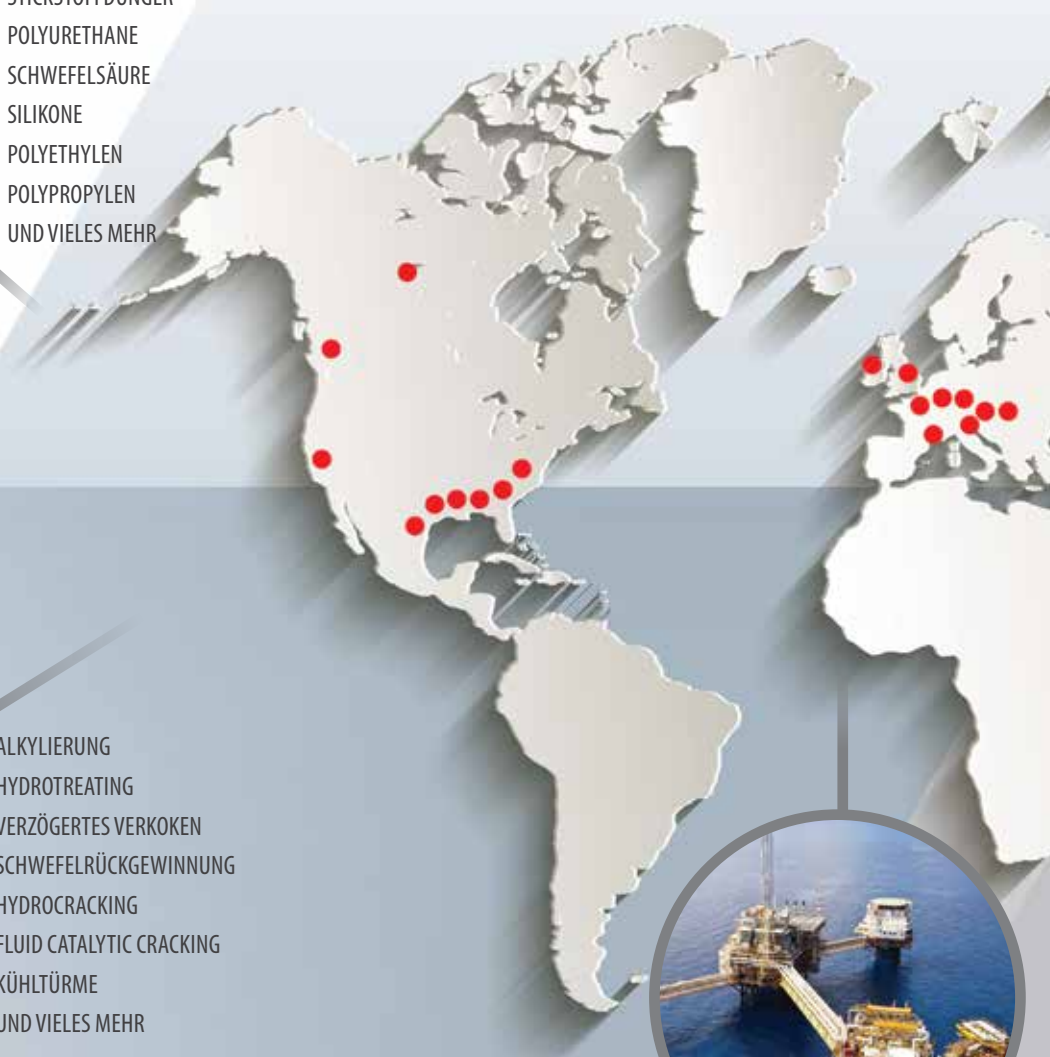 POLYURETHANE
SCHWEFELSÄURE
SILIKONE
POLYETHYLEN
POLYPROPYLEN
UND VIELES MEHR
ALKYLIERUNG
HYDROTREATING
VERZÖGERTES VERKOKEN
SCHWEFELRÜCKGEWINNUNG
HYDROCRACKING
FLUID CATALYTIC CRACKING
KÜHLTÜRME
UND VIELES MEHR